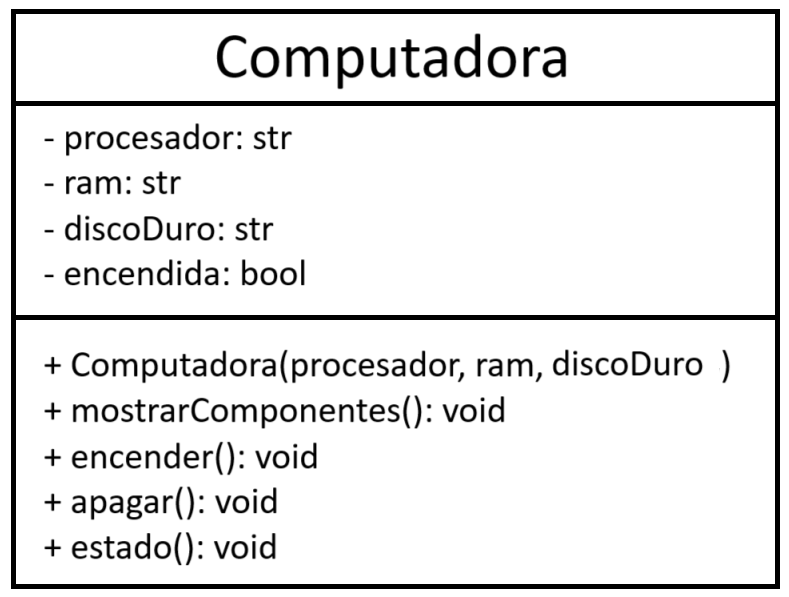 Computadora
- procesador: str
- ram: str
- discoDuro: str
- encendida: bool
+ Computadora(procesador, ram, discoDuro )
+ mostrarComponentes(): void
+ encender(): void
+ apagar(): void
+ estado(): void